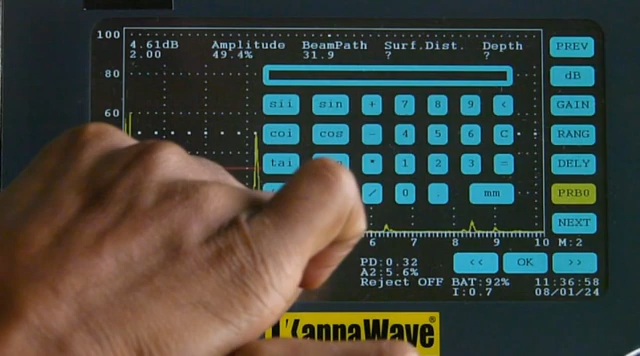 100
4.61dB Amplitude BeamPath Surf.Dist. Depth PREV
2.00 49.4% 31.9 ? ?
80 dB
sii sin + 7 8 9 < GAIN
60
coi cos - 4 5 6 C RANG
tai * 1 2 3 = DELY
/ 0 . mm PRB0
NEXT
6 7 8 9 10 M:2
PD:0.32 << OK >>
A2:5.6%
Reject OFF BAT:92% 11:36:58
I:0.7 08/01/24
KannaWave®